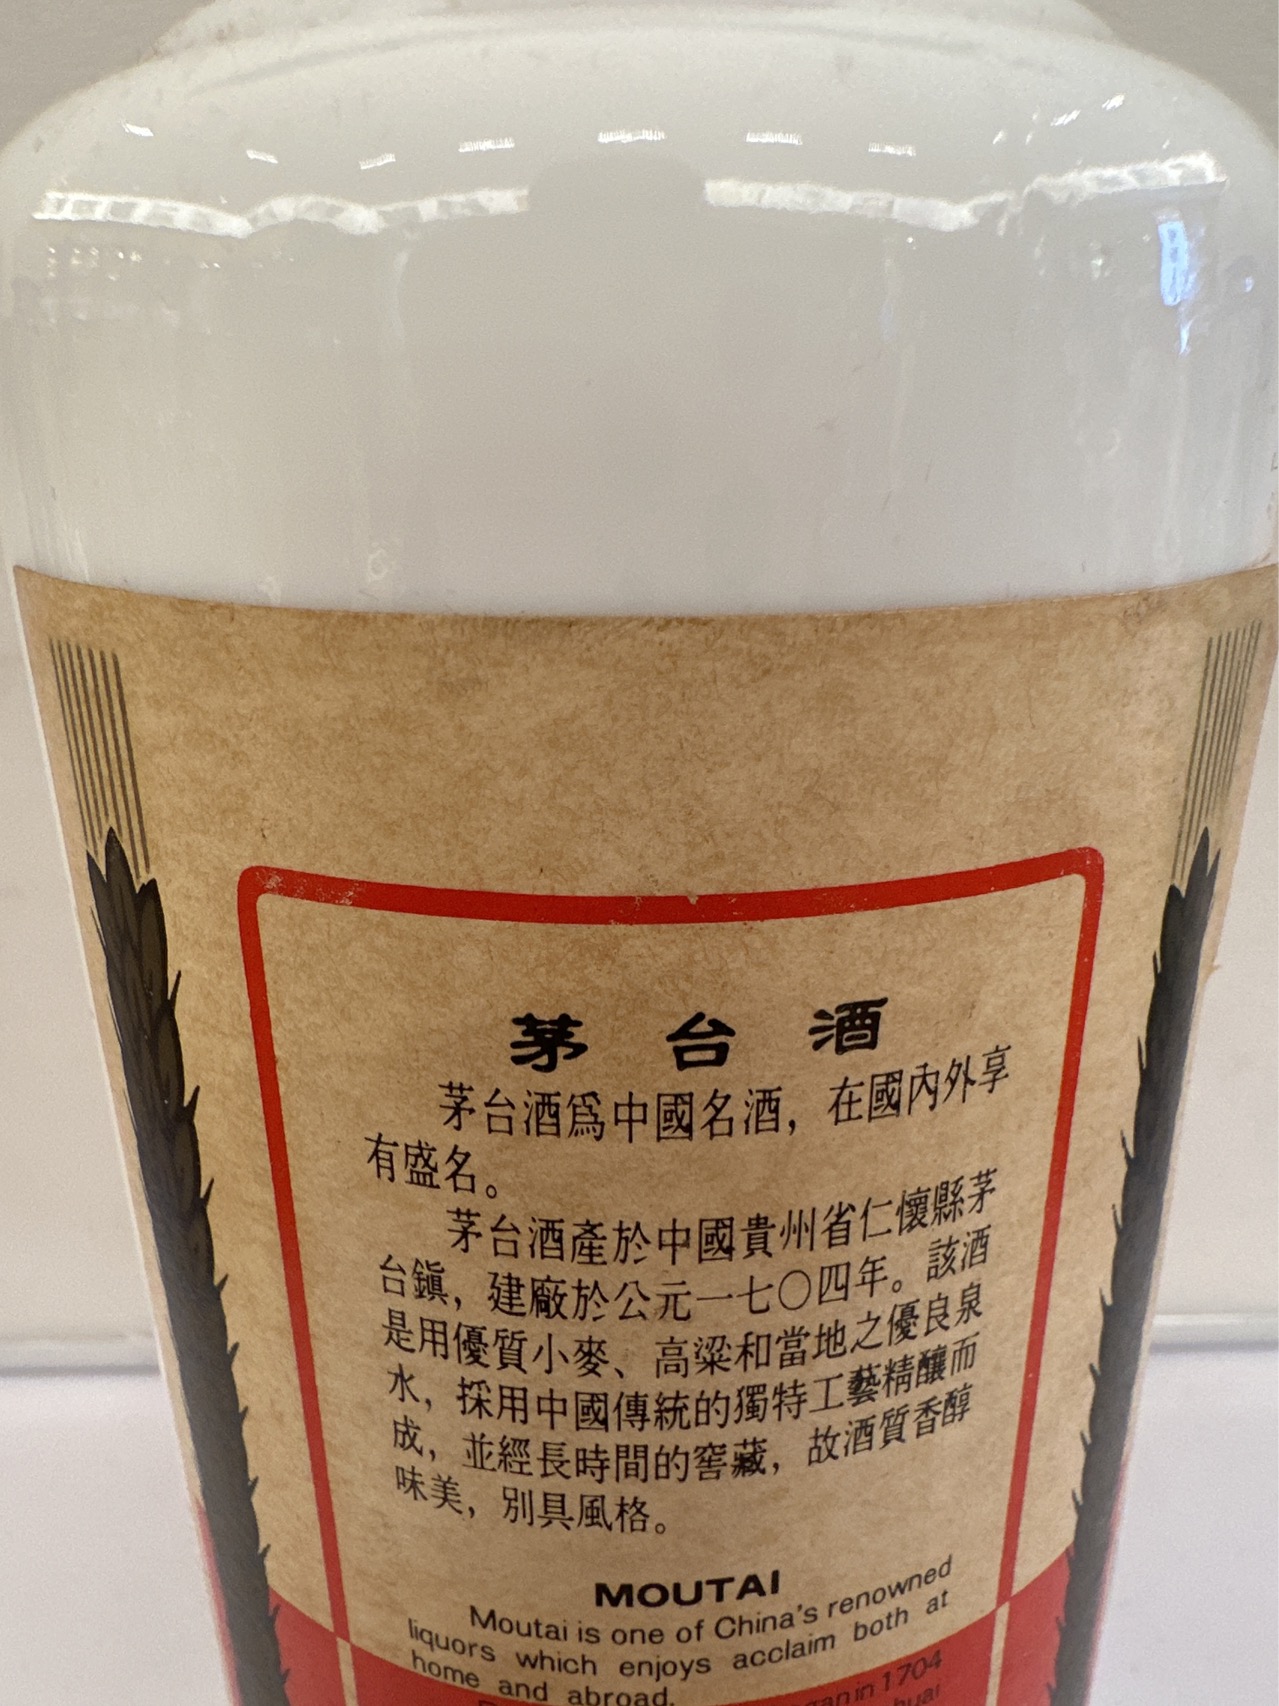 茅台酒
茅台酒爲中國名酒，在國內外享
有盛名。
茅台酒產於中國貴州省仁懷縣茅
台鎮，建廠於公元一七〇四年。該酒
是用優質小麥、高粱和當地之優良泉
水，採用中國傳統的獨特工藝精釀而
成，並經長時間的窖藏，故酒質香醇
味美，別具風格。
MOUTAI
Moutai is one of China's renowned
liquors which enjoys acclaim both at
home and abroad.
in 1704